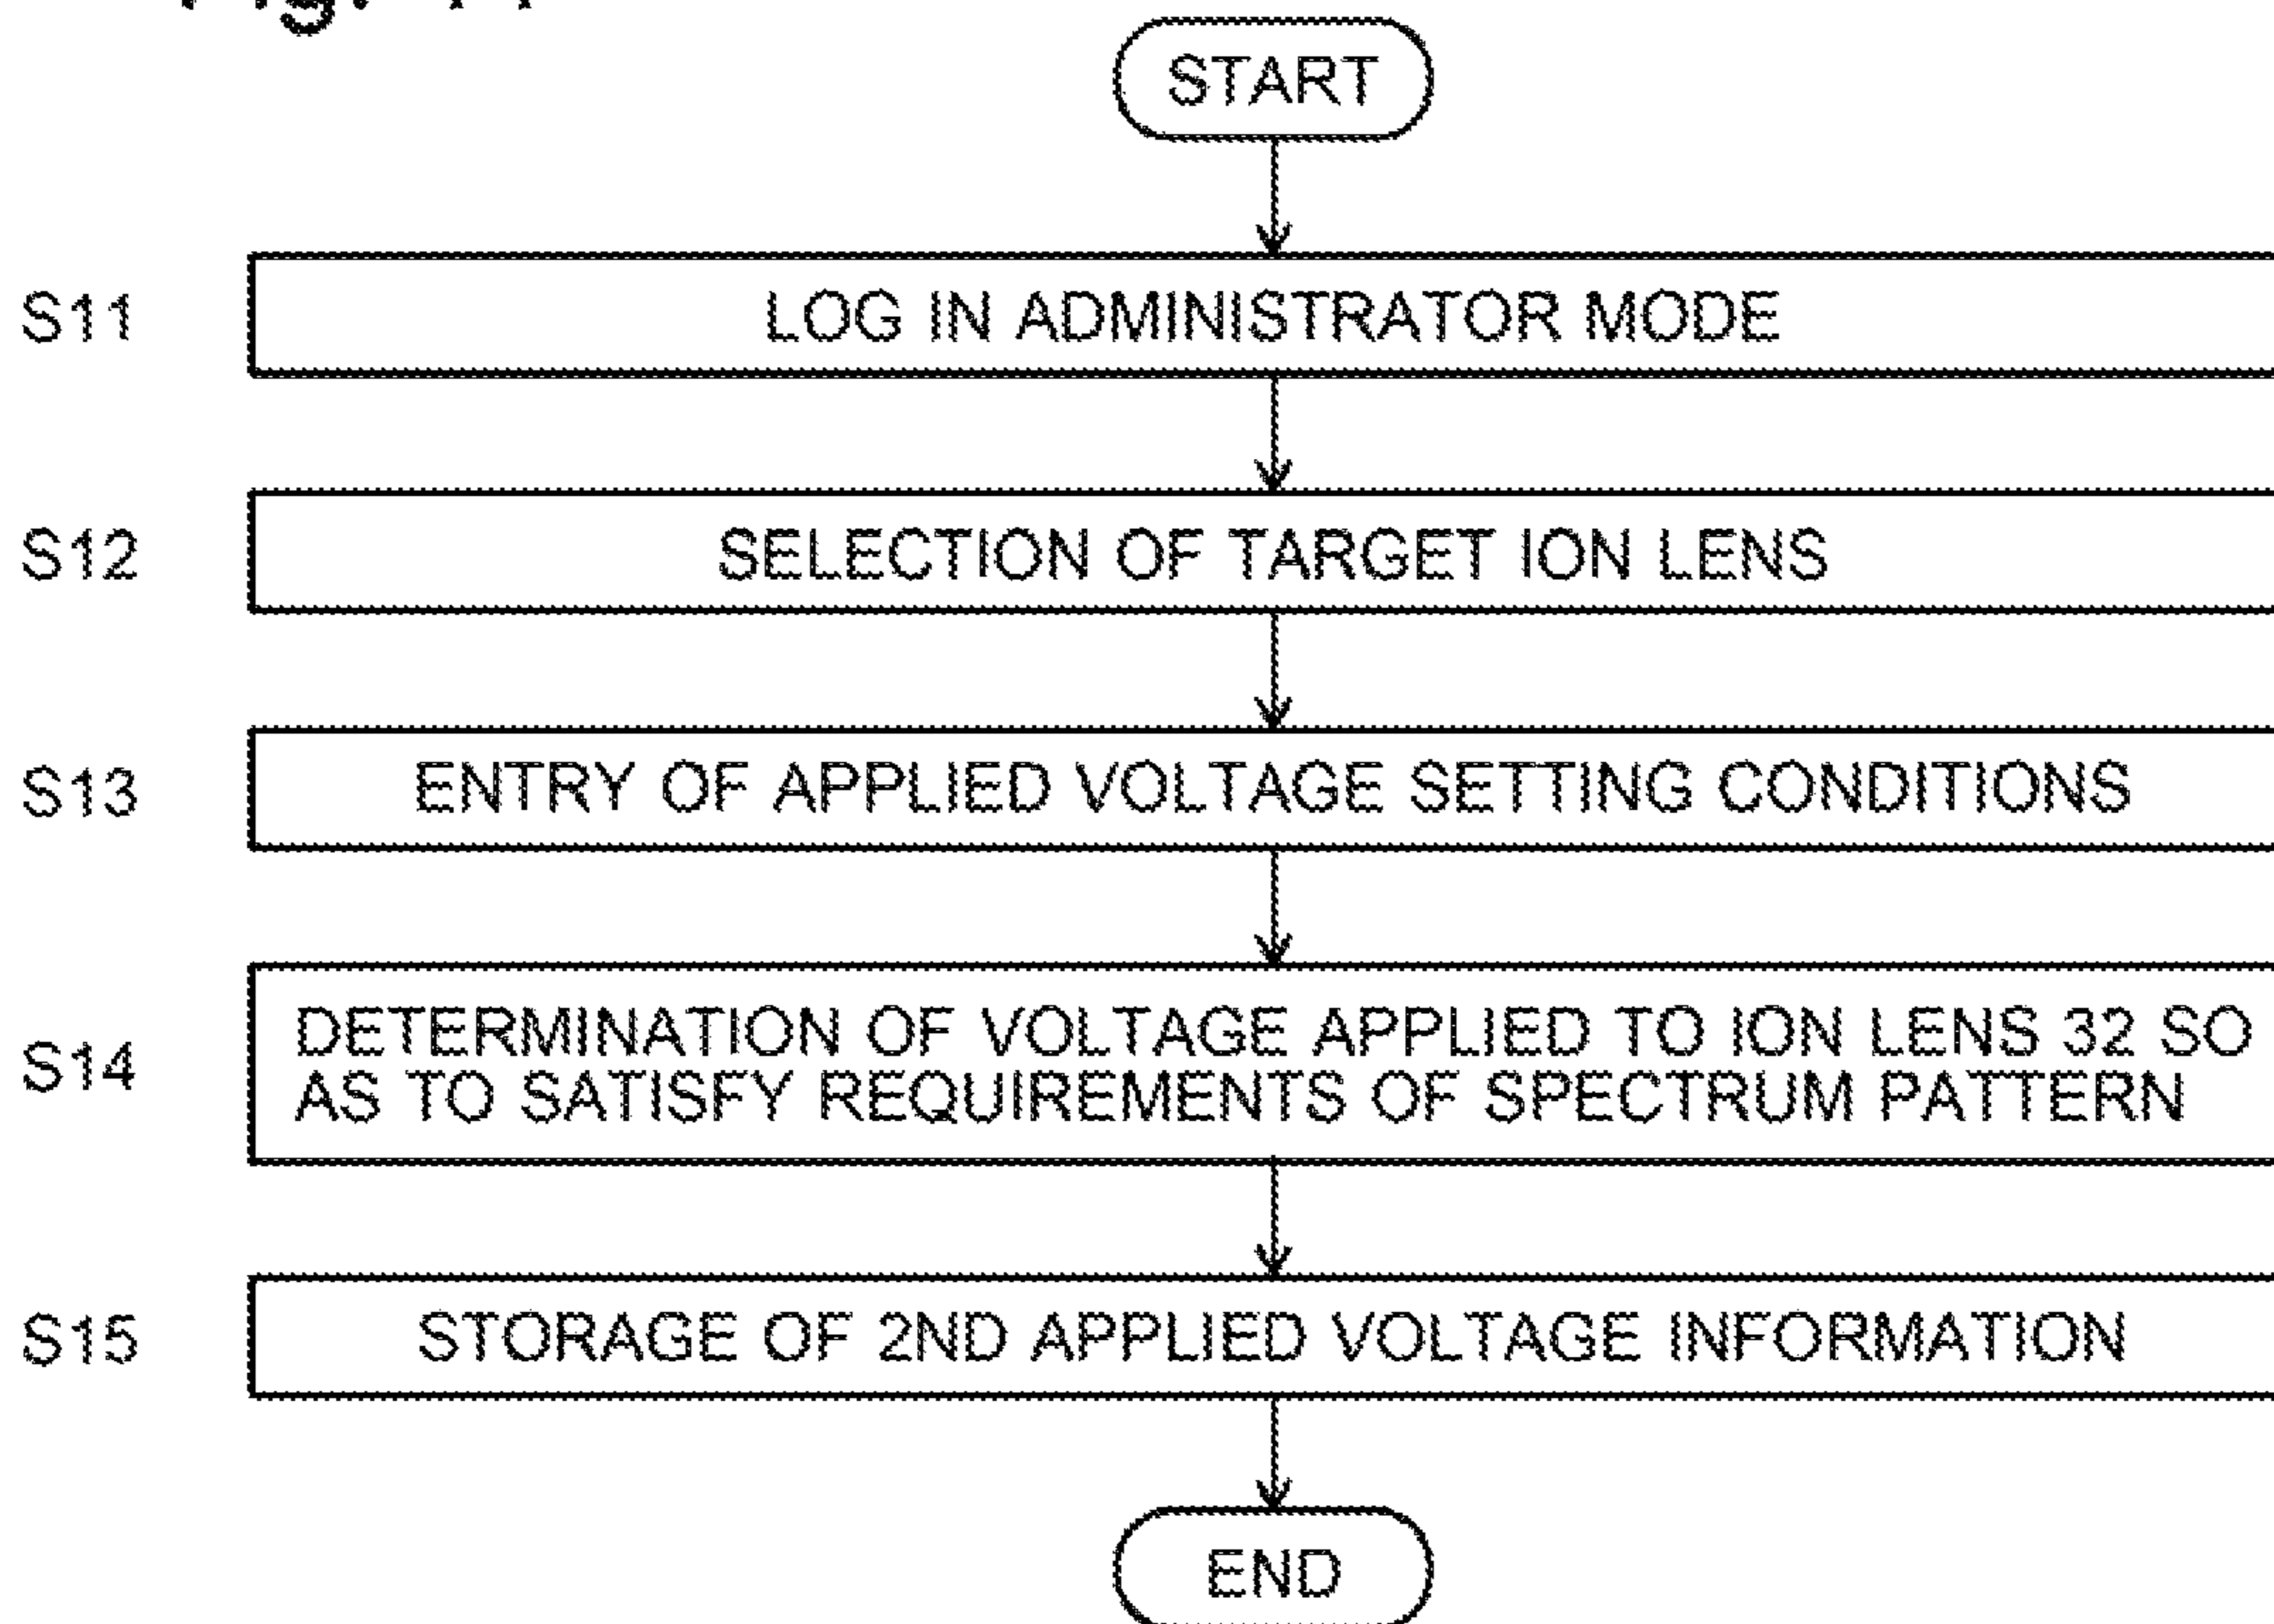 START
S11
LOG IN ADMINISTRATOR MODE
S12
SELECTION OF TARGET ION LENS
S13
ENTRY OF APPLIED VOLTAGE SETTING CONDITIONS
S14
DETERMINATION OF VOLTAGE APPLIED TO ION LENS 32 SO
AS TO SATISFY REQUIREMENTS OF SPECTRUM PATTERN
S15
STORAGE OF 2ND APPLIED VOLTAGE INFORMATION
END